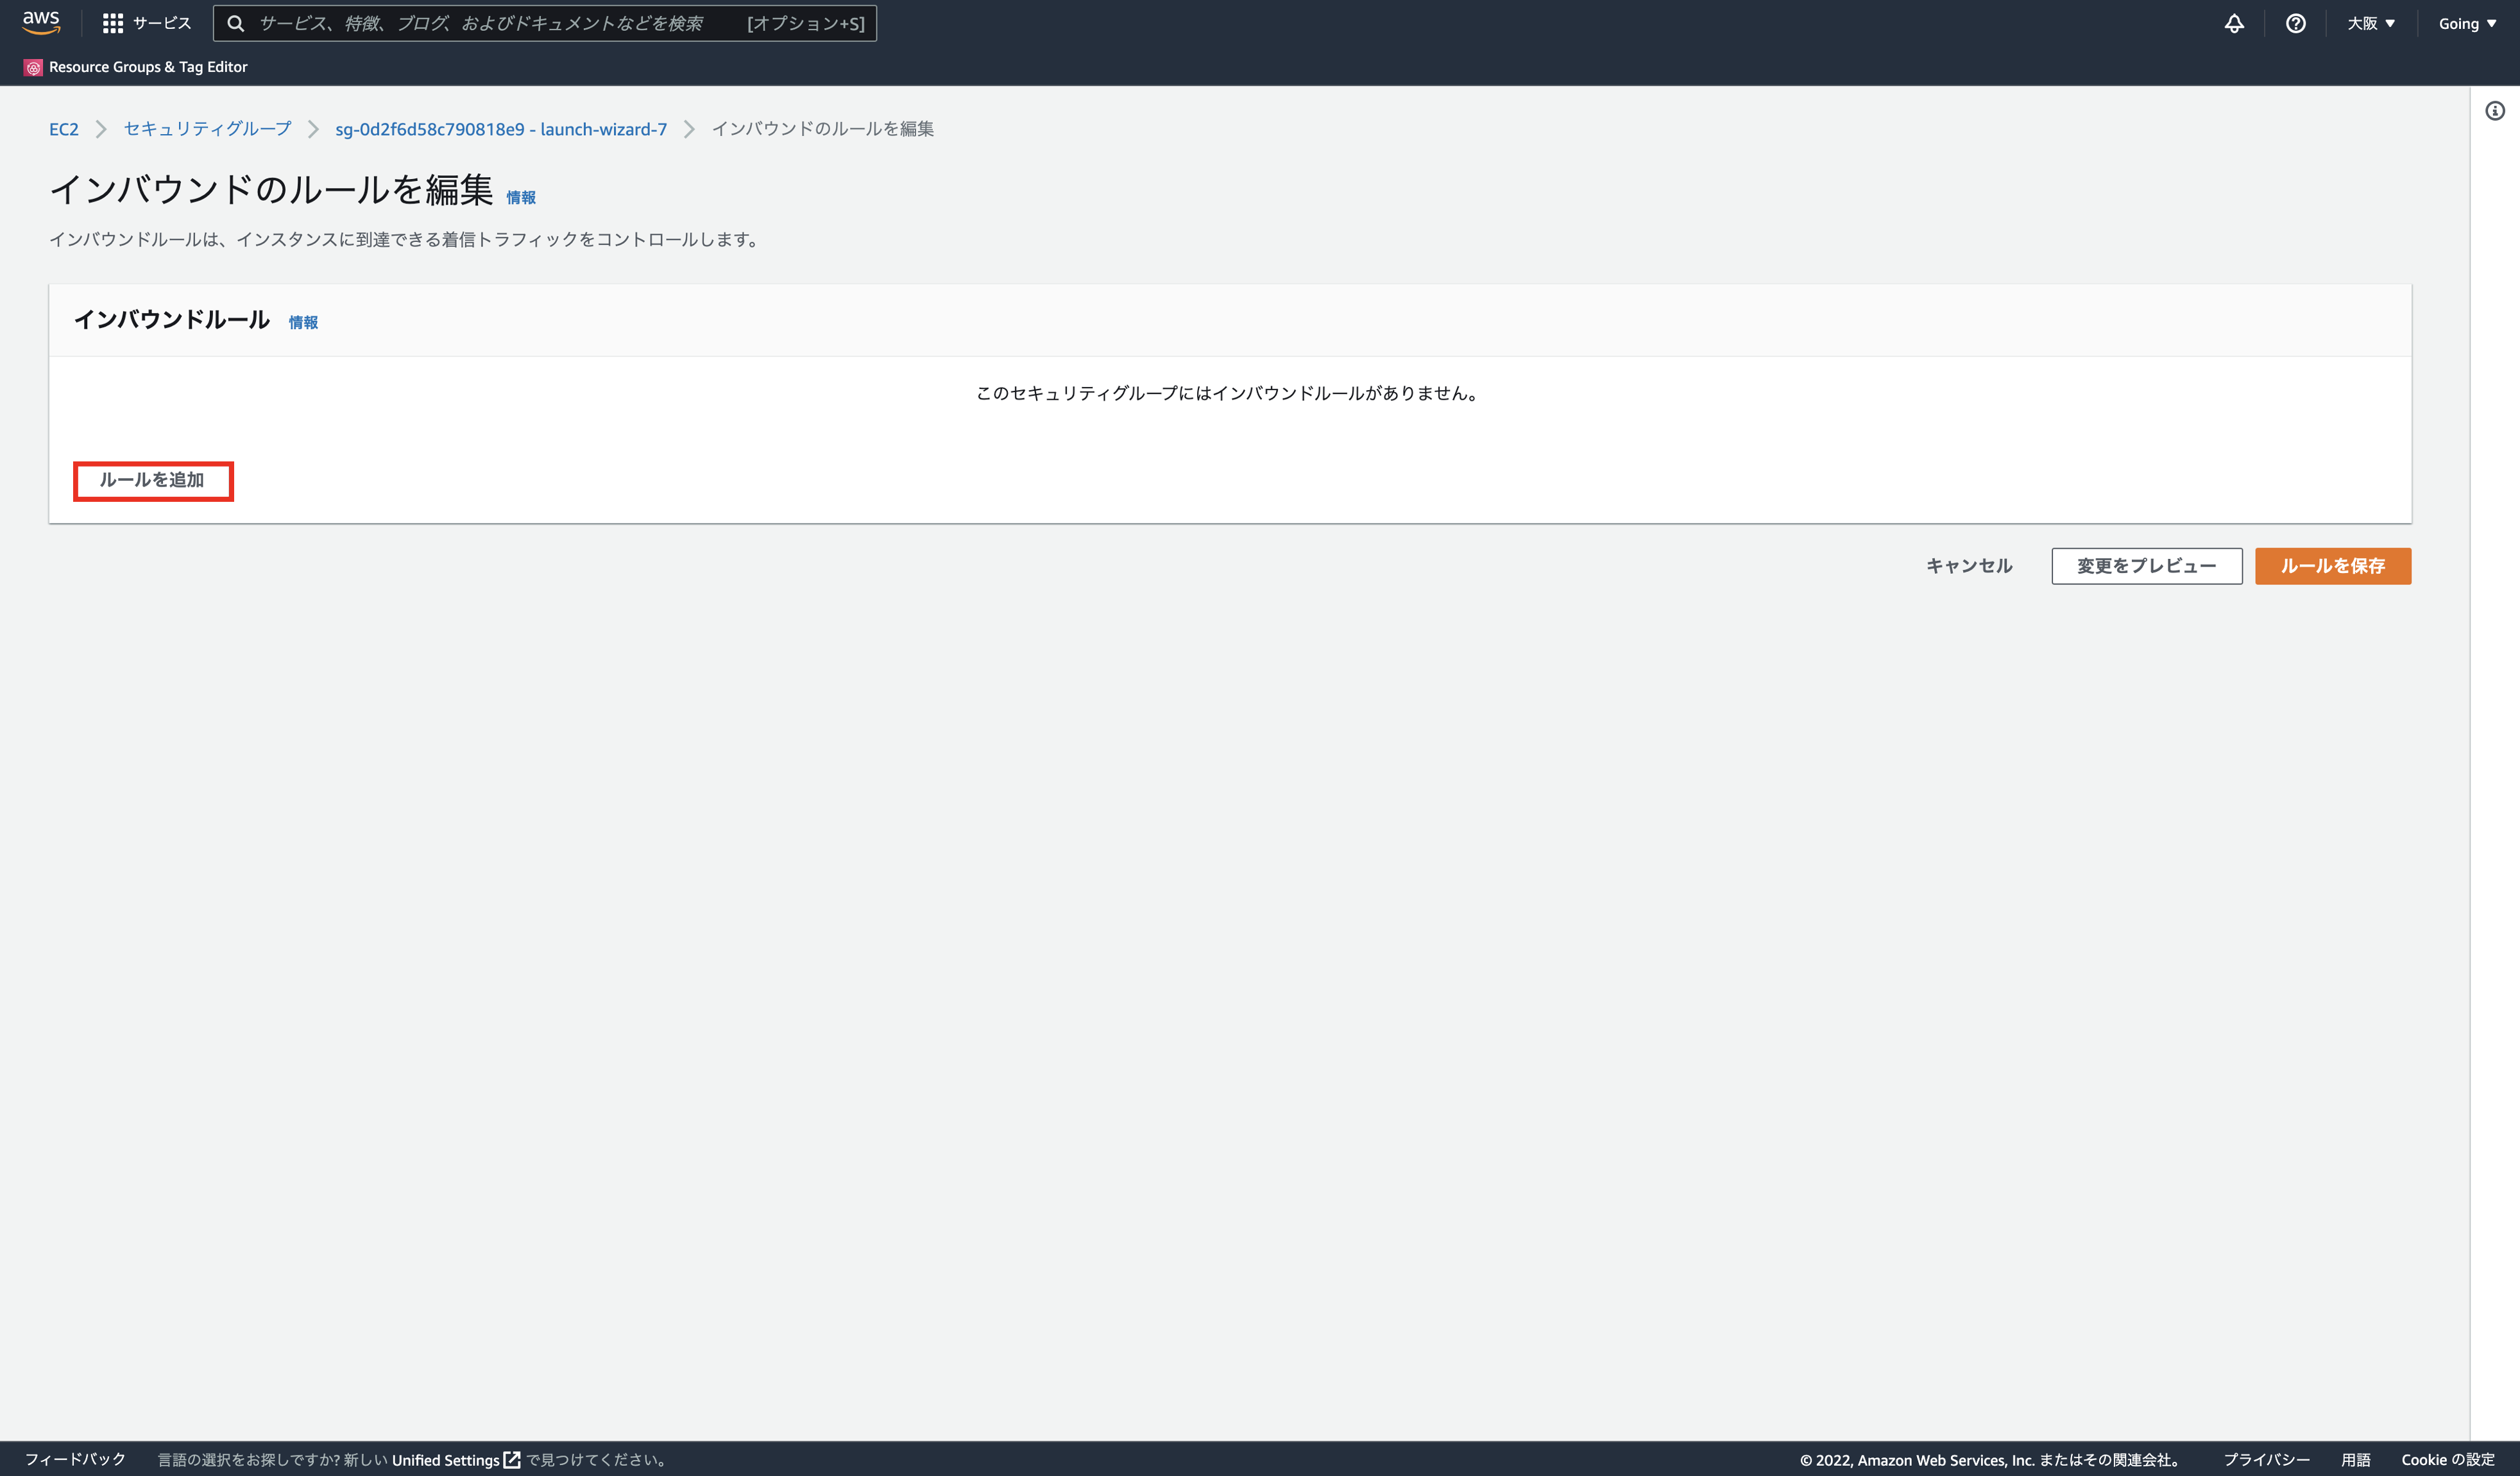 aws サービス サービス、特徴、ブログ、およびドキュメントなどを検索 [オプション+S] 大阪 ▼ Going ▼
Resource Groups & Tag Editor
EC2 > セキュリティグループ > sg-0d2f6d58c790818e9 - launch-wizard-7 > インバウンドのルールを編集
インバウンドのルールを編集 情報
インバウンドルールは、インスタンスに到達できる着信トラフィックをコントロールします。
インバウンドルール 情報
このセキュリティグループにはインバウンドルールがありません。
ルールを追加
キャンセル 変更をプレビュー ルールを保存
フィードバック 言語の選択をお探しですか? 新しい Unified Settings で見つけてください。 © 2022, Amazon Web Services, Inc. またはその関連会社。 プライバシー 用語 Cookie の設定